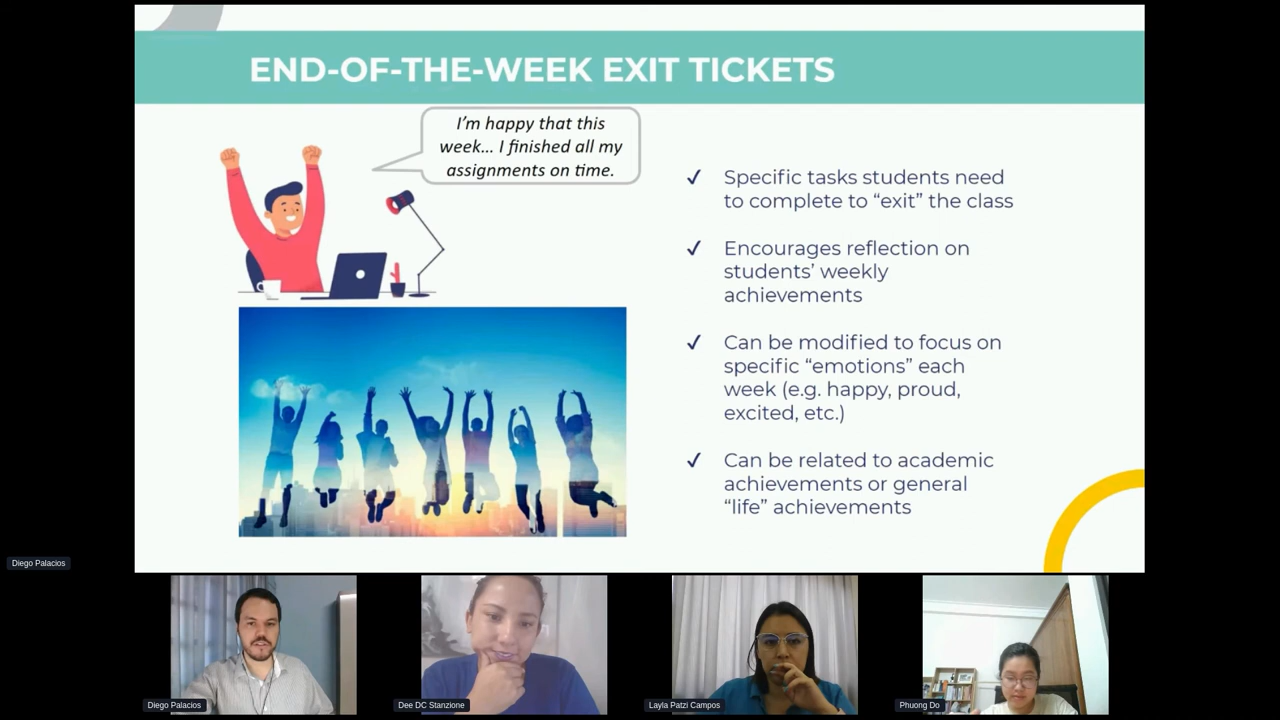 END-OF-THE-WEEK EXIT TICKETS
I'm happy that this
week... I finished all my
assignments on time.
✓ Specific tasks students need
to complete to “exit” the class
✓ Encourages reflection on
students’ weekly
achievements
✓ Can be modified to focus on
specific “emotions” each
week (e.g. happy, proud,
excited, etc.)
✓ Can be related to academic
achievements or general
“life” achievements
Diego Palacios
Diego Palacios
Dee DC Stanzione
Layla Patzi Campos
Phuong Do